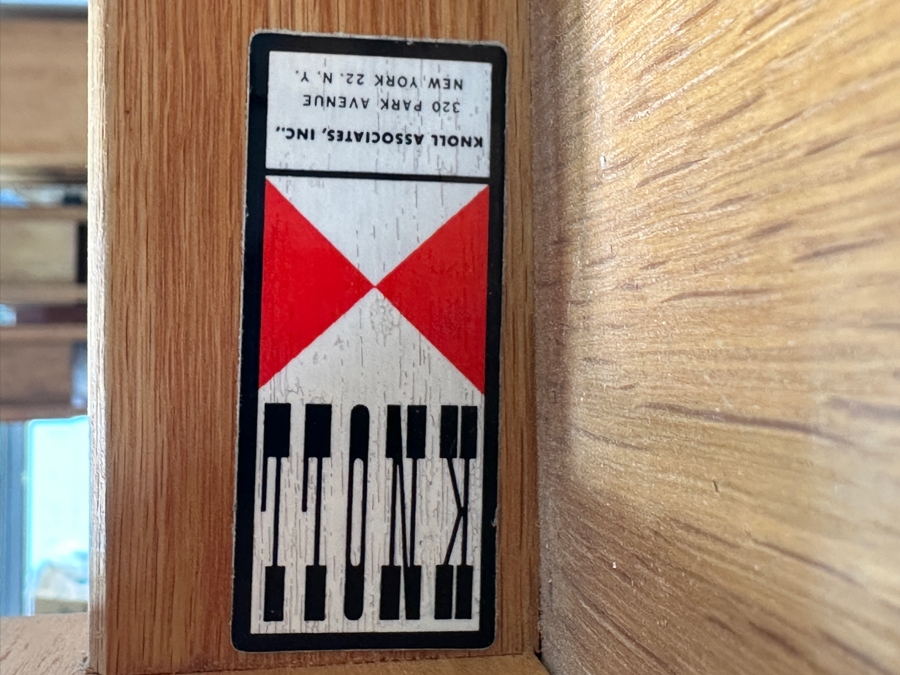 KNOLL
KNOLL ASSOCIATES, INC.,
320 PARK AVENUE
NEW YORK 22. N. Y.